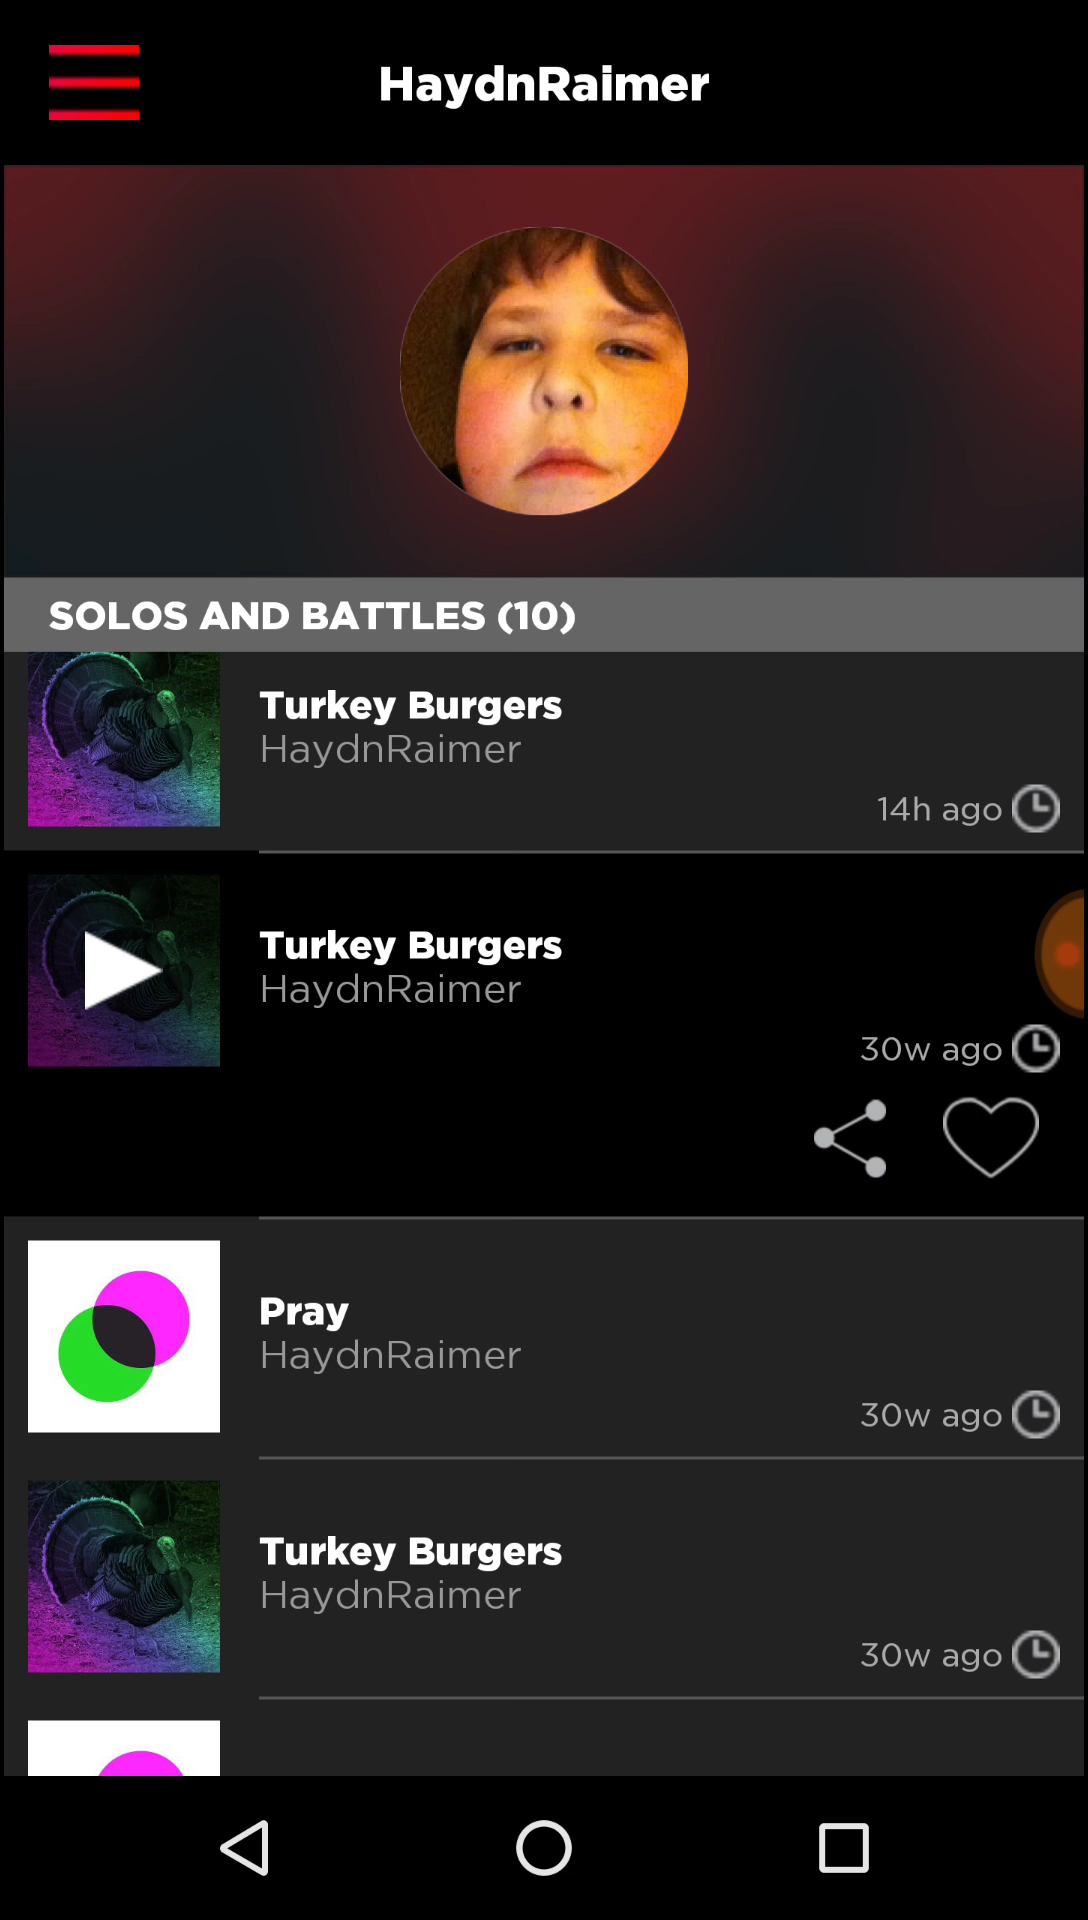 HaydnRaimer
SOLOS AND BATTLES (10)
Turkey Burgers
HaydnRaimer
14h ago
Turkey Burgers
HaydnRaimer
30w ago
Pray
HaydnRaimer
30w ago
Turkey Burgers
HaydnRaimer
30w ago